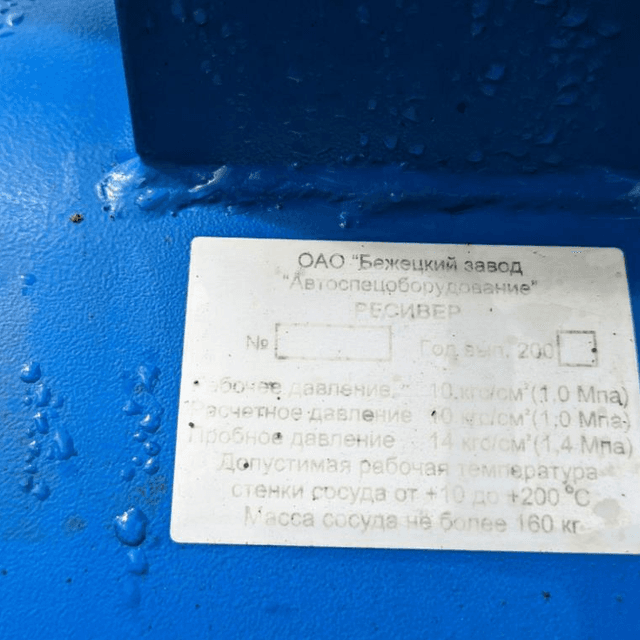 ОАО "Бежецкий завод
"Автоспецоборудование"
РЕСИВЕР
№ Год вып. 200
Рабочее давление 10 кгс/см²(1,0 Мпа)
Расчетное давление 10 кгс/см²(1,0 Мпа)
Пробное давление 14 кгс/см²(1,4 Мпа)
Допустимая рабочая температура
стенки сосуда от +10 до +200 °С
Масса сосуда не более 160 кг